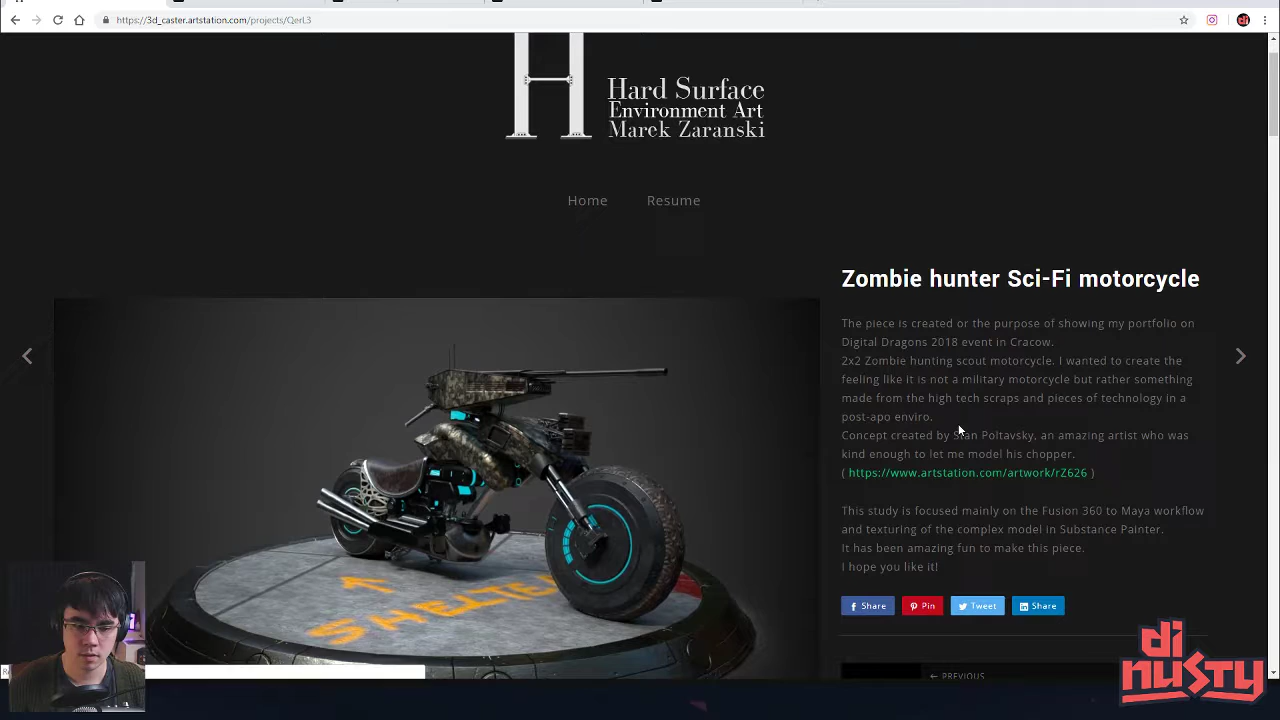 https://3d_caster.artstation.com/projects/QerL3
H
Hard Surface
Environment Art
Marek Zaranski
Home Resume
Zombie hunter Sci-Fi motorcycle
The piece is created or the purpose of showing my portfolio on
Digital Dragons 2018 event in Cracow.
2x2 Zombie hunting scout motorcycle. I wanted to create the
feeling like it is not a military motorcycle but rather something
made from the high tech scraps and pieces of technology in a
post-apo enviro.
Concept created by Stan Poltavsky, an amazing artist who was
kind enough to let me model his chopper.
( https://www.artstation.com/artwork/rZ626 )
This study is focused mainly on the Fusion 360 to Maya workflow
and texturing of the complex model in Substance Painter.
It has been amazing fun to make this piece.
I hope you like it!
Share Pin Tweet Share
← PREVIOUS
SHELTER
di nusty